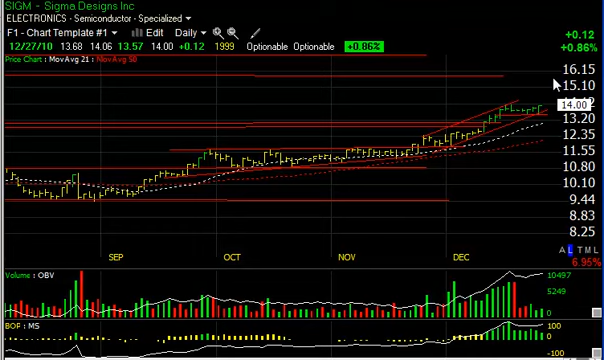 SIGM - Sigma Designs Inc
ELECTRONICS · Semiconductor - Specialized
F1 - Chart Template #1 Edit Daily
12/27/10 13.68 14.06 13.57 14.00 +0.12 1999 Optionable Optionable +0.86%
+0.12
+0.86%
Price Chart : MovAvg 21 : MovAvg 50
16.15
15.10
14.00
13.20
12.35
11.55
10.80
10.10
9.44
8.83
8.25
SEP OCT NOV DEC
A L T M L
6.95%
Volume : OBV
10497
5249
BOP : MS
100
0
-100